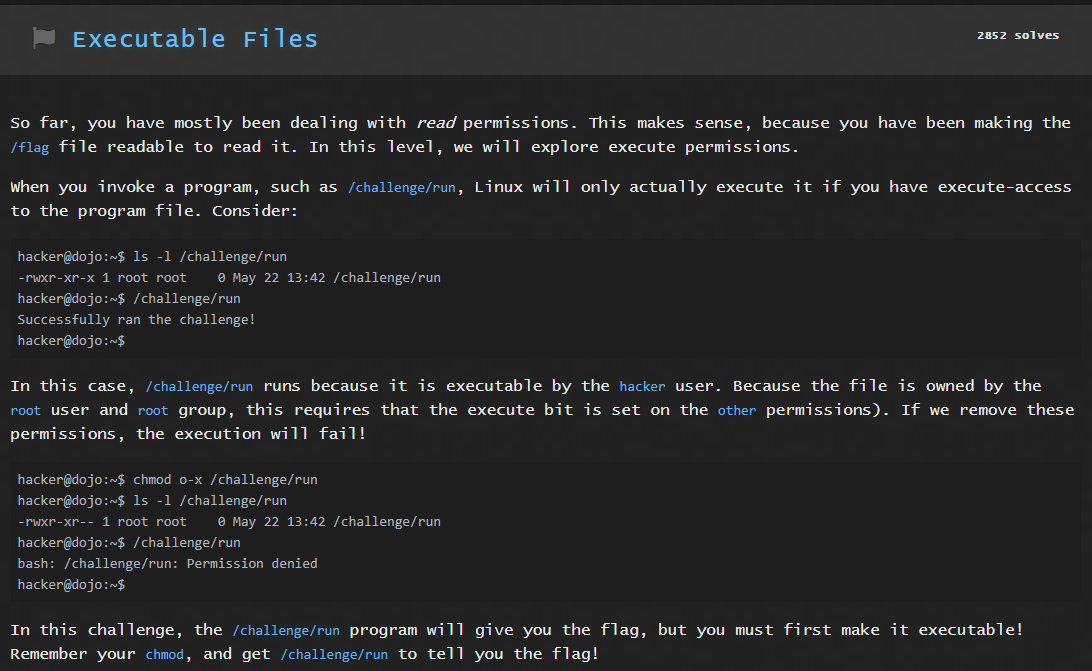 Executable Files
2852 solves
So far, you have mostly been dealing with read permissions. This makes sense, because you have been making the
/flag file readable to read it. In this level, we will explore execute permissions.
When you invoke a program, such as /challenge/run, Linux will only actually execute it if you have execute-access
to the program file. Consider:
hacker@dojo:~$ ls -l /challenge/run
-rwxr-xr-x 1 root root    0 May 22 13:42 /challenge/run
hacker@dojo:~$ /challenge/run
Successfully ran the challenge!
hacker@dojo:~$
In this case, /challenge/run runs because it is executable by the hacker user. Because the file is owned by the
root user and root group, this requires that the execute bit is set on the other permissions). If we remove these
permissions, the execution will fail!
hacker@dojo:~$ chmod o-x /challenge/run
hacker@dojo:~$ ls -l /challenge/run
-rwxr-xr-- 1 root root    0 May 22 13:42 /challenge/run
hacker@dojo:~$ /challenge/run
bash: /challenge/run: Permission denied
hacker@dojo:~$
In this challenge, the /challenge/run program will give you the flag, but you must first make it executable!
Remember your chmod, and get /challenge/run to tell you the flag!